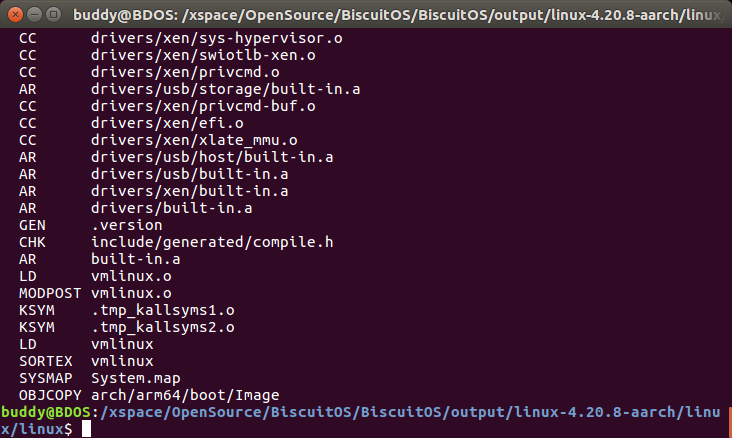 buddy@BDOS: /xspace/OpenSource/BiscuitOS/BiscuitOS/output/linux-4.20.8-aarch/linux/
CC drivers/xen/sys-hypervisor.o
CC drivers/xen/swiotlb-xen.o
CC drivers/xen/privcmd.o
AR drivers/usb/storage/built-in.a
CC drivers/xen/privcmd-buf.o
CC drivers/xen/efi.o
CC drivers/xen/xlate_mmu.o
AR drivers/usb/host/built-in.a
AR drivers/usb/built-in.a
AR drivers/xen/built-in.a
AR drivers/built-in.a
GEN .version
CHK include/generated/compile.h
AR built-in.a
LD vmlinux.o
MODPOST vmlinux.o
KSYM .tmp_kallsyms1.o
KSYM .tmp_kallsyms2.o
LD vmlinux
SORTEX vmlinux
SYSMAP System.map
OBJCOPY arch/arm64/boot/Image
buddy@BDOS:/xspace/OpenSource/BiscuitOS/BiscuitOS/output/linux-4.20.8-aarch/linu
x/linux$